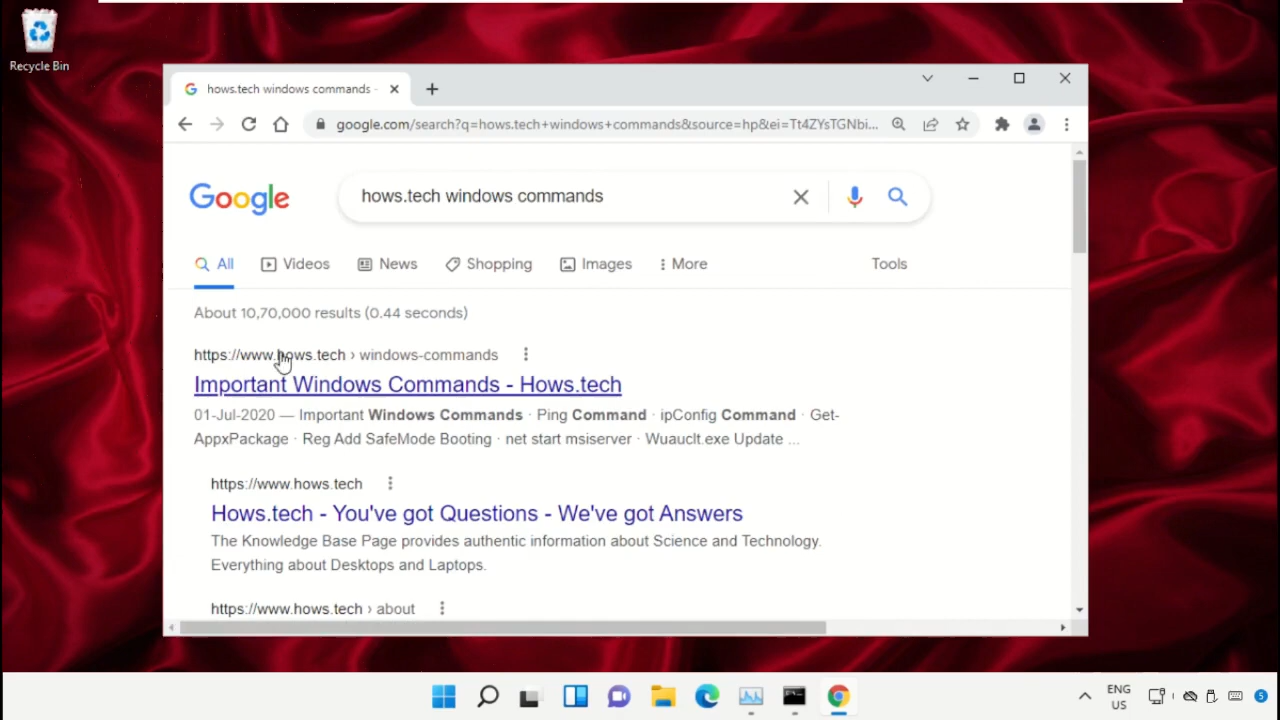 Recycle Bin
hows.tech windows commands -
google.com/search?q=hows.tech+windows+commands&source=hp&ei=Tt4ZYsTGNbi...
Google
hows.tech windows commands
All Videos News Shopping Images More Tools
About 10,70,000 results (0.44 seconds)
https://www.hows.tech › windows-commands
Important Windows Commands - Hows.tech
01-Jul-2020 — Important Windows Commands · Ping Command · ipConfig Command · Get-
AppxPackage · Reg Add SafeMode Booting · net start msiserver · Wuauclt.exe Update ...
https://www.hows.tech
Hows.tech - You've got Questions - We've got Answers
The Knowledge Base Page provides authentic information about Science and Technology.
Everything about Desktops and Laptops.
https://www.hows.tech › about
ENG
US
5